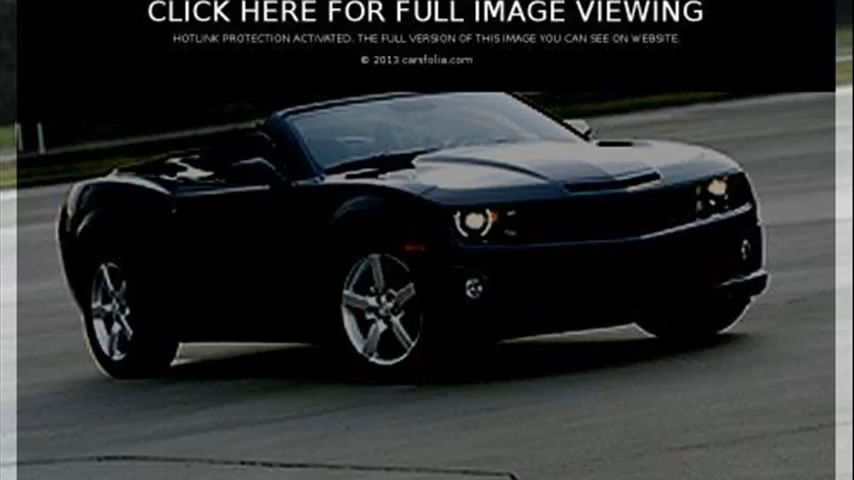 CLICK HERE FOR FULL IMAGE VIEWING
HOTLINK PROTECTION ACTIVATED. THE FULL VERSION OF THIS IMAGE YOU CAN SEE ON WEBSITE.
© 2013 carsfolia.com